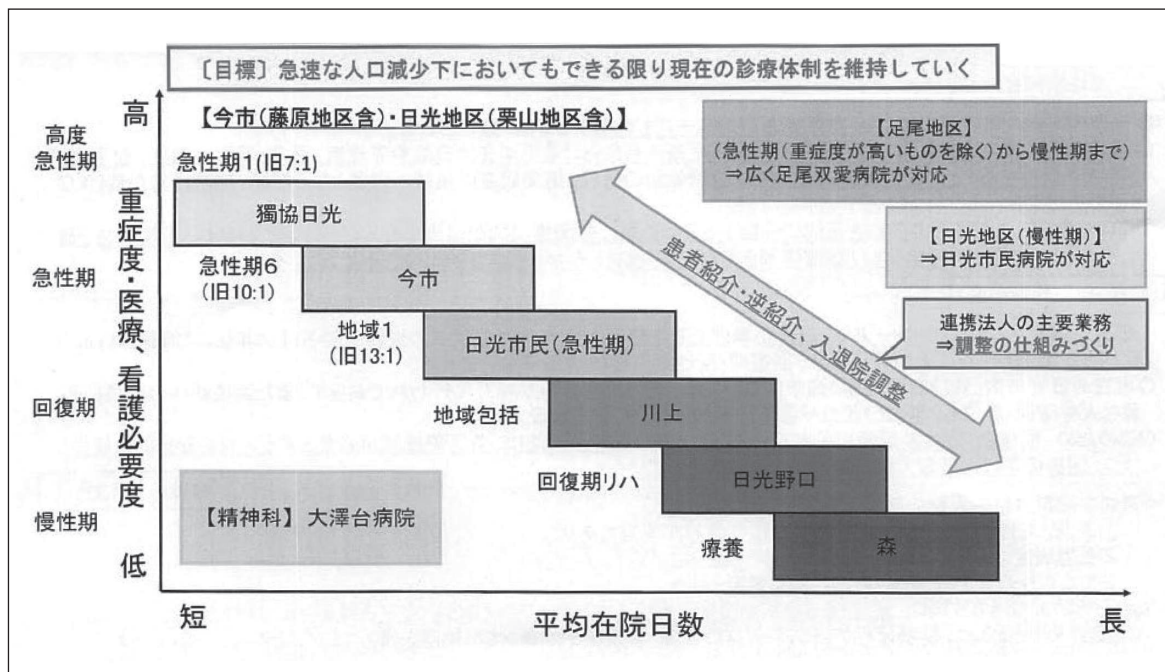 ［目標］急速な人口減少下においてもできる限り現在の診療体制を維持していく
高
高度
急性期
急性期
回復期
慢性期
低
重症度・医療、看護必要度
【今市(藤原地区含)・日光地区(栗山地区含)】
急性期1(旧7:1)
獨協日光
急性期6
(旧10:1)
今市
地域1
(旧13:1)
日光市民(急性期)
地域包括
川上
回復期リハ
日光野口
療養
森
【精神科】大澤台病院
患者紹介・逆紹介、入退院調整
【足尾地区】
(急性期(重症度が高いものを除く)から慢性期まで)
⇒広く足尾双愛病院が対応
【日光地区(慢性期)】
⇒日光市民病院が対応
連携法人の主要業務
⇒調整の仕組みづくり
短
平均在院日数
長